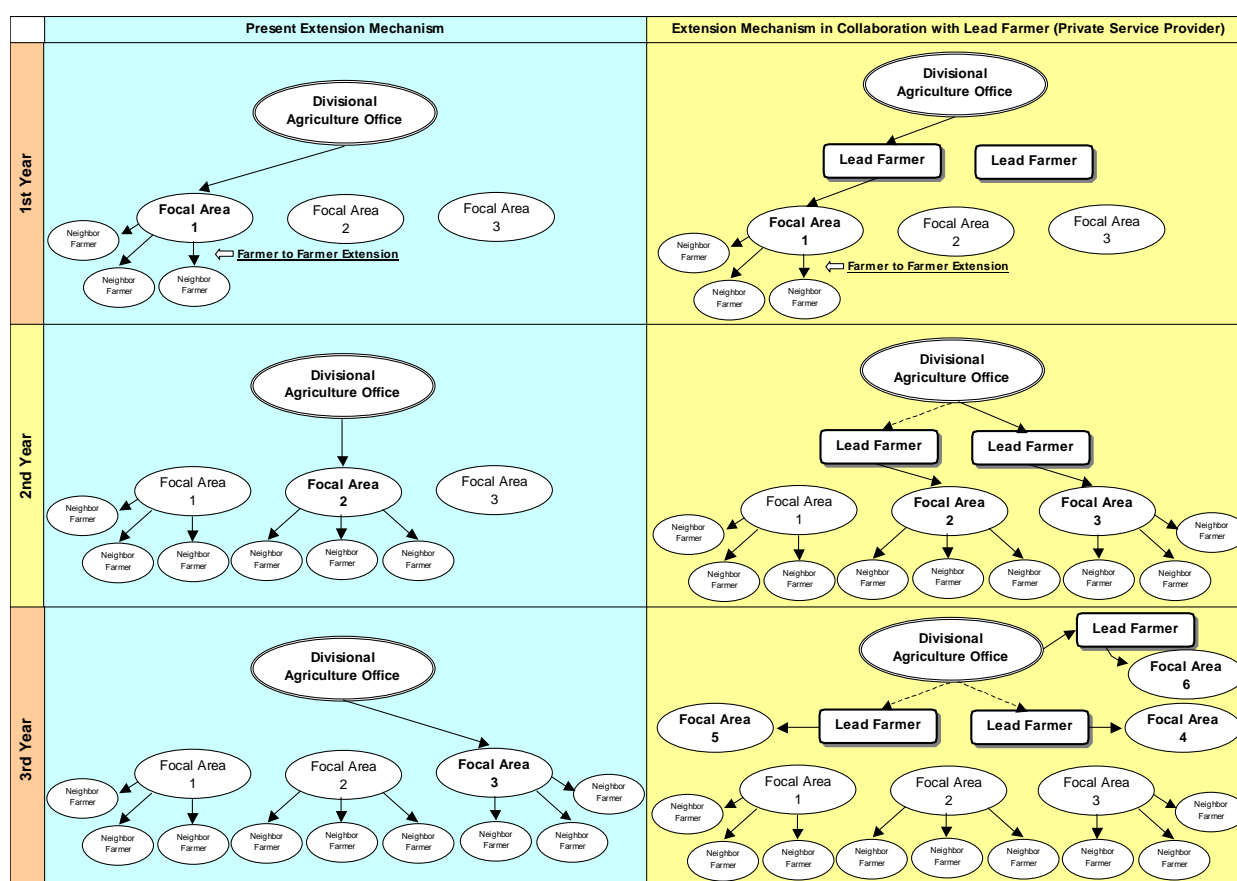 Present Extension Mechanism
Extension Mechanism in Collaboration with Lead Farmer (Private Service Provider)
1st Year
Divisional
Agriculture Office
Focal Area
1
Focal Area
2
Focal Area
3
Neighbor
Farmer
Farmer to Farmer Extension
Neighbor
Farmer
Neighbor
Farmer
Divisional
Agriculture Office
Lead Farmer
Lead Farmer
Focal Area
1
Focal Area
2
Focal Area
3
Neighbor
Farmer
Farmer to Farmer Extension
Neighbor
Farmer
Neighbor
Farmer
2nd Year
Divisional
Agriculture Office
Focal Area
1
Focal Area
2
Focal Area
3
Neighbor
Farmer
Neighbor
Farmer
Neighbor
Farmer
Neighbor
Farmer
Neighbor
Farmer
Neighbor
Farmer
Divisional
Agriculture Office
Lead Farmer
Lead Farmer
Focal Area
1
Focal Area
2
Focal Area
3
Neighbor
Farmer
Neighbor
Farmer
Neighbor
Farmer
Neighbor
Farmer
Neighbor
Farmer
Neighbor
Farmer
Neighbor
Farmer
Neighbor
Farmer
Neighbor
Farmer
3rd Year
Divisional
Agriculture Office
Focal Area
1
Focal Area
2
Focal Area
3
Neighbor
Farmer
Neighbor
Farmer
Neighbor
Farmer
Neighbor
Farmer
Neighbor
Farmer
Neighbor
Farmer
Neighbor
Farmer
Neighbor
Farmer
Neighbor
Farmer
Divisional
Agriculture Office
Lead Farmer
Focal Area
6
Focal Area
5
Lead Farmer
Lead Farmer
Focal Area
4
Focal Area
1
Focal Area
2
Focal Area
3
Neighbor
Farmer
Neighbor
Farmer
Neighbor
Farmer
Neighbor
Farmer
Neighbor
Farmer
Neighbor
Farmer
Neighbor
Farmer
Neighbor
Farmer
Neighbor
Farmer